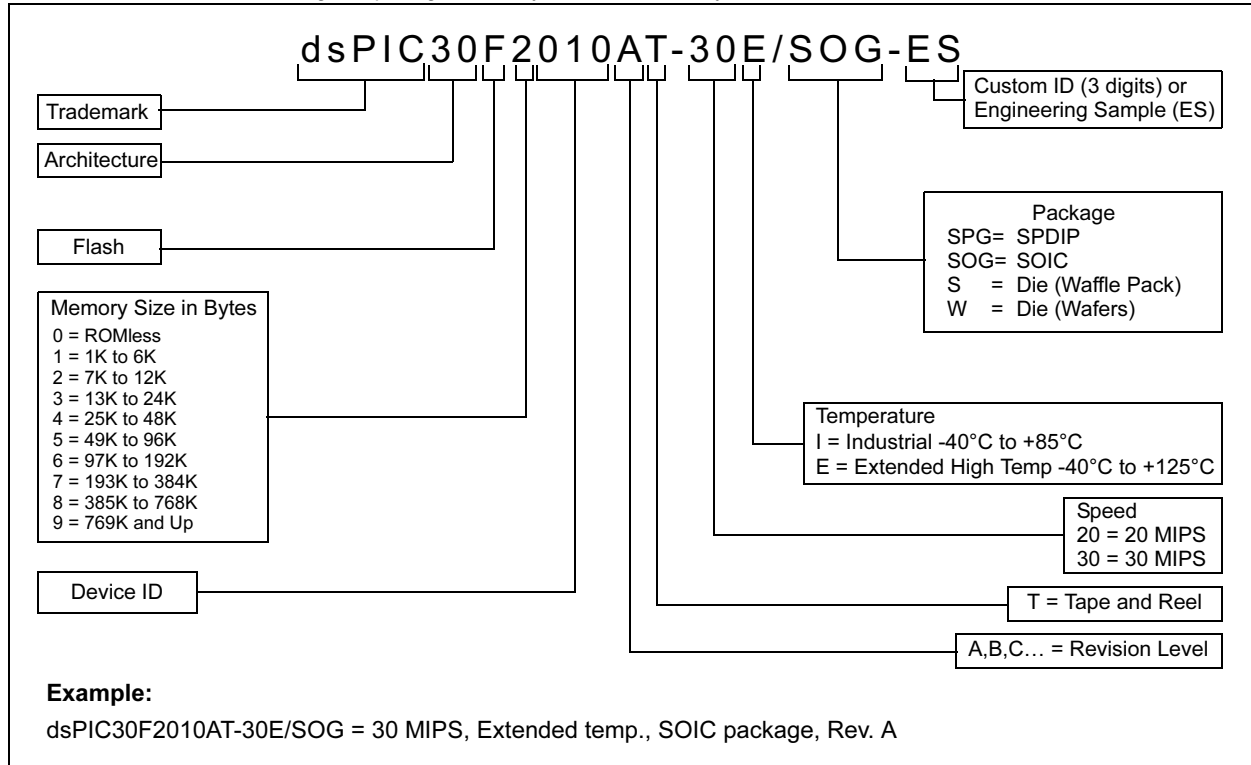 dsPIC30F2010AT-30E/SOG-ES
Custom ID (3 digits) or
Engineering Sample (ES)
Trademark
Architecture
Package
SPG= SPDIP
SOG= SOIC
S = Die (Waffle Pack)
W = Die (Wafers)
Flash
Memory Size in Bytes
0 = ROMless
1 = 1K to 6K
2 = 7K to 12K
3 = 13K to 24K
4 = 25K to 48K
5 = 49K to 96K
6 = 97K to 192K
7 = 193K to 384K
8 = 385K to 768K
9 = 769K and Up
Temperature
I = Industrial -40°C to +85°C
E = Extended High Temp -40°C to +125°C
Speed
20 = 20 MIPS
30 = 30 MIPS
Device ID
T = Tape and Reel
A,B,C… = Revision Level
Example:
dsPIC30F2010AT-30E/SOG = 30 MIPS, Extended temp., SOIC package, Rev. A